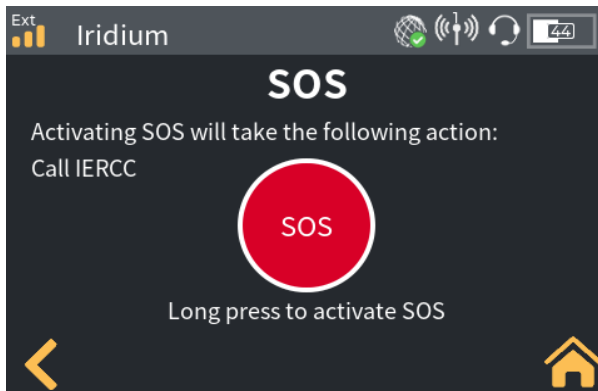 Ext
Iridium
44
SOS
Activating SOS will take the following action:
Call IERCC
SOS
Long press to activate SOS